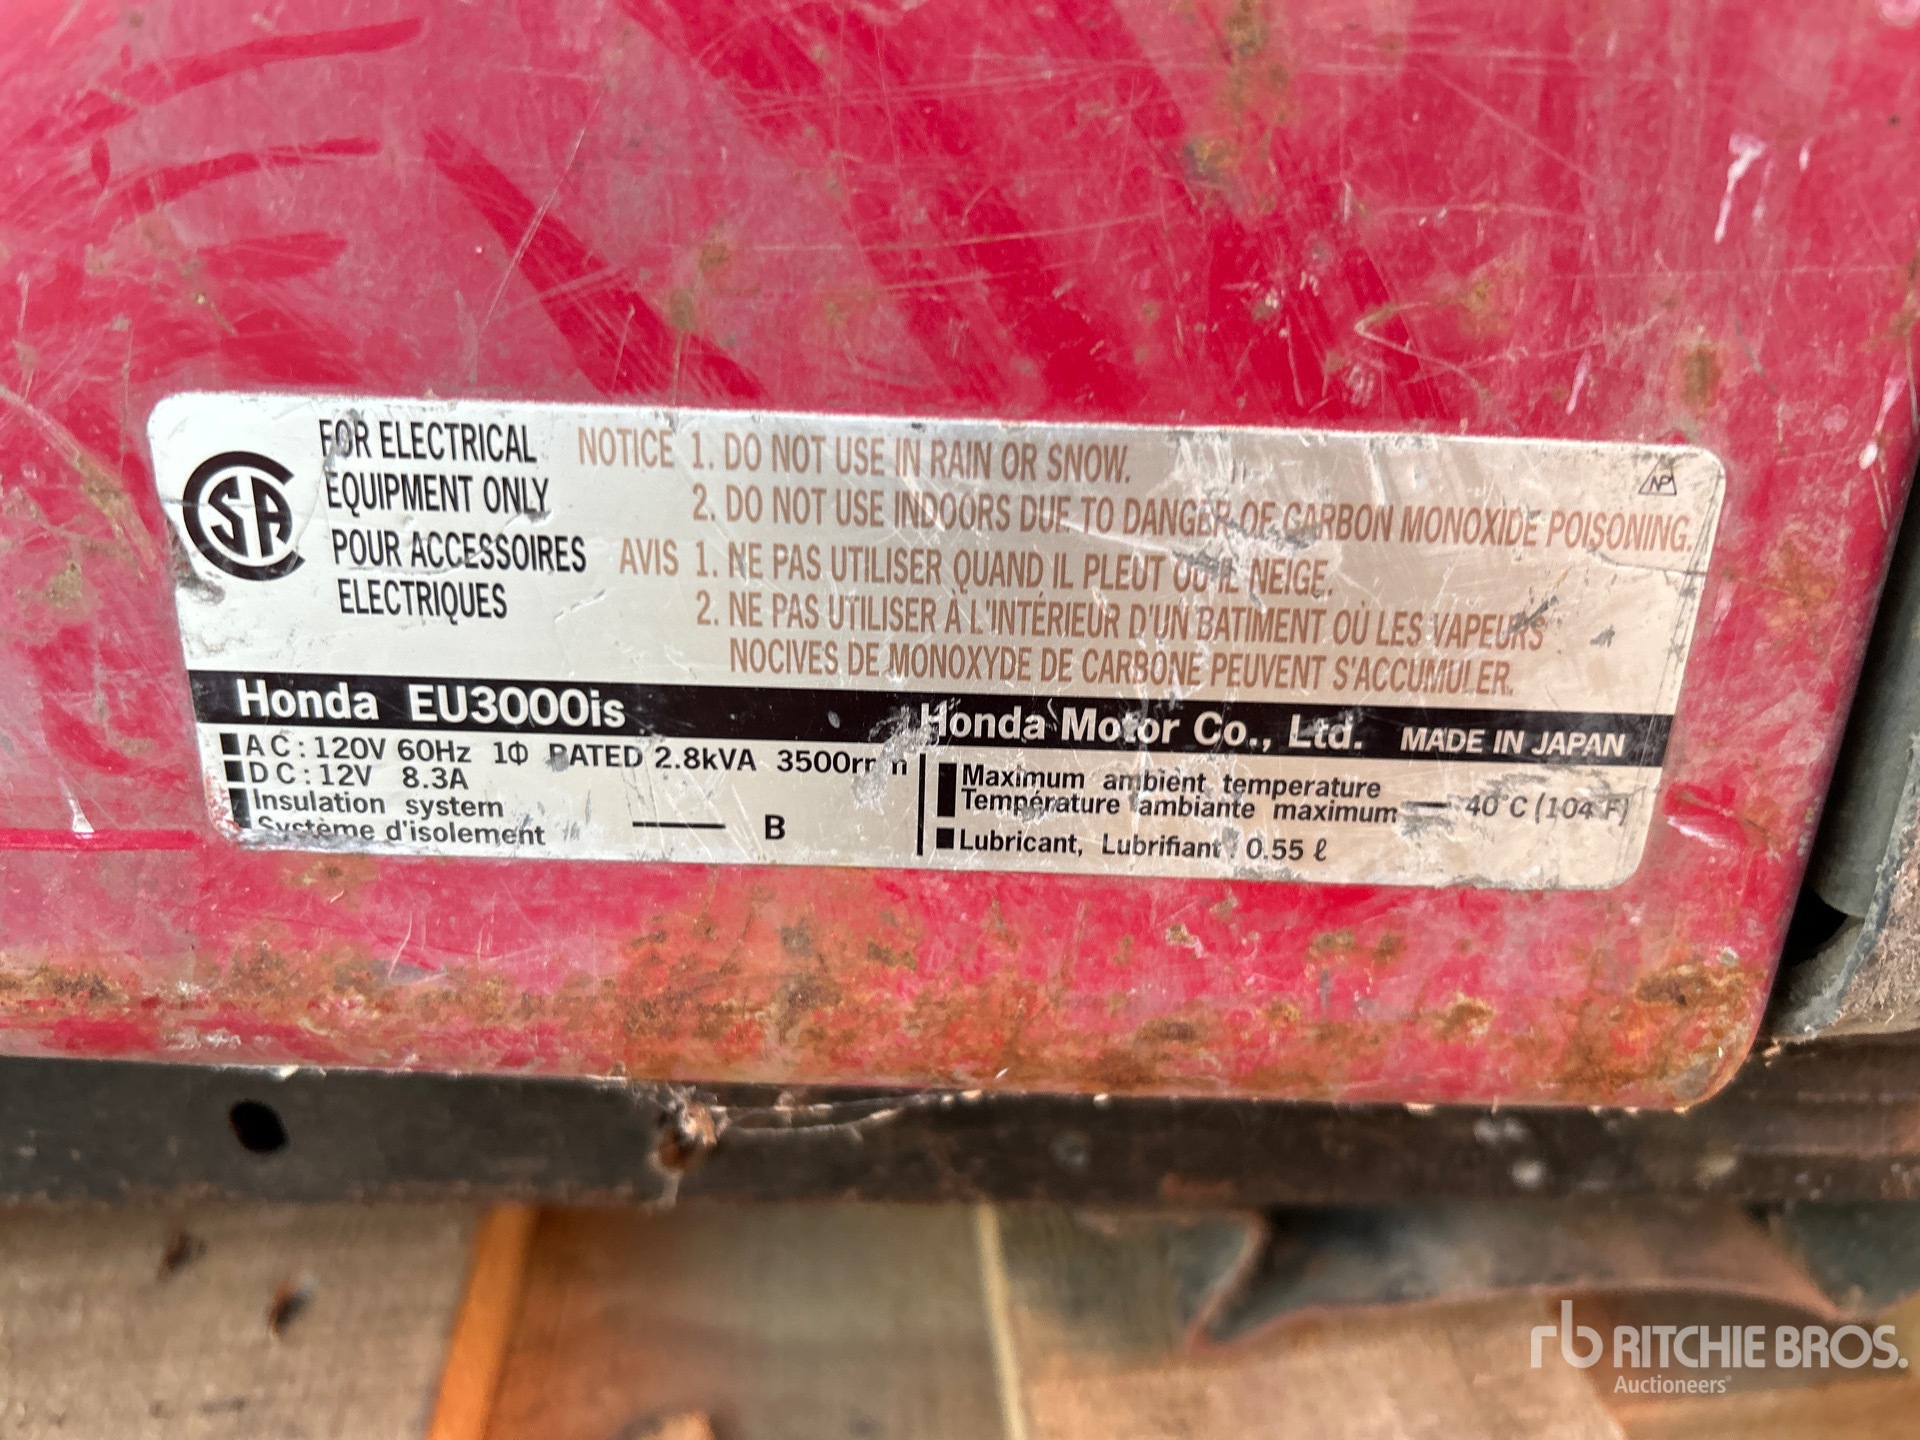 CSA
FOR ELECTRICAL
EQUIPMENT ONLY
POUR ACCESSOIRES
ELECTRIQUES
NOTICE 1. DO NOT USE IN RAIN OR SNOW.
2. DO NOT USE INDOORS DUE TO DANGER OF CARBON MONOXIDE POISONING.
AVIS 1. NE PAS UTILISER QUAND IL PLEUT OU IL NEIGE.
2. NE PAS UTILISER À L'INTÉRIEUR D'UN BATIMENT OÙ LES VAPEURS
NOCIVES DE MONOXYDE DE CARBONE PEUVENT S'ACCUMULER.
NP
Honda EU3000is
Honda Motor Co., Ltd. MADE IN JAPAN
AC : 120V 60Hz 1Φ RATED 2.8kVA 3500rpm
DC : 12V 8.3A
Insulation system
Système d'isolement — B
Maximum ambient temperature
Température ambiante maximum — 40°C (104°F)
Lubricant, Lubrifiant : 0.55 ℓ
rb RITCHIE BROS.
Auctioneers